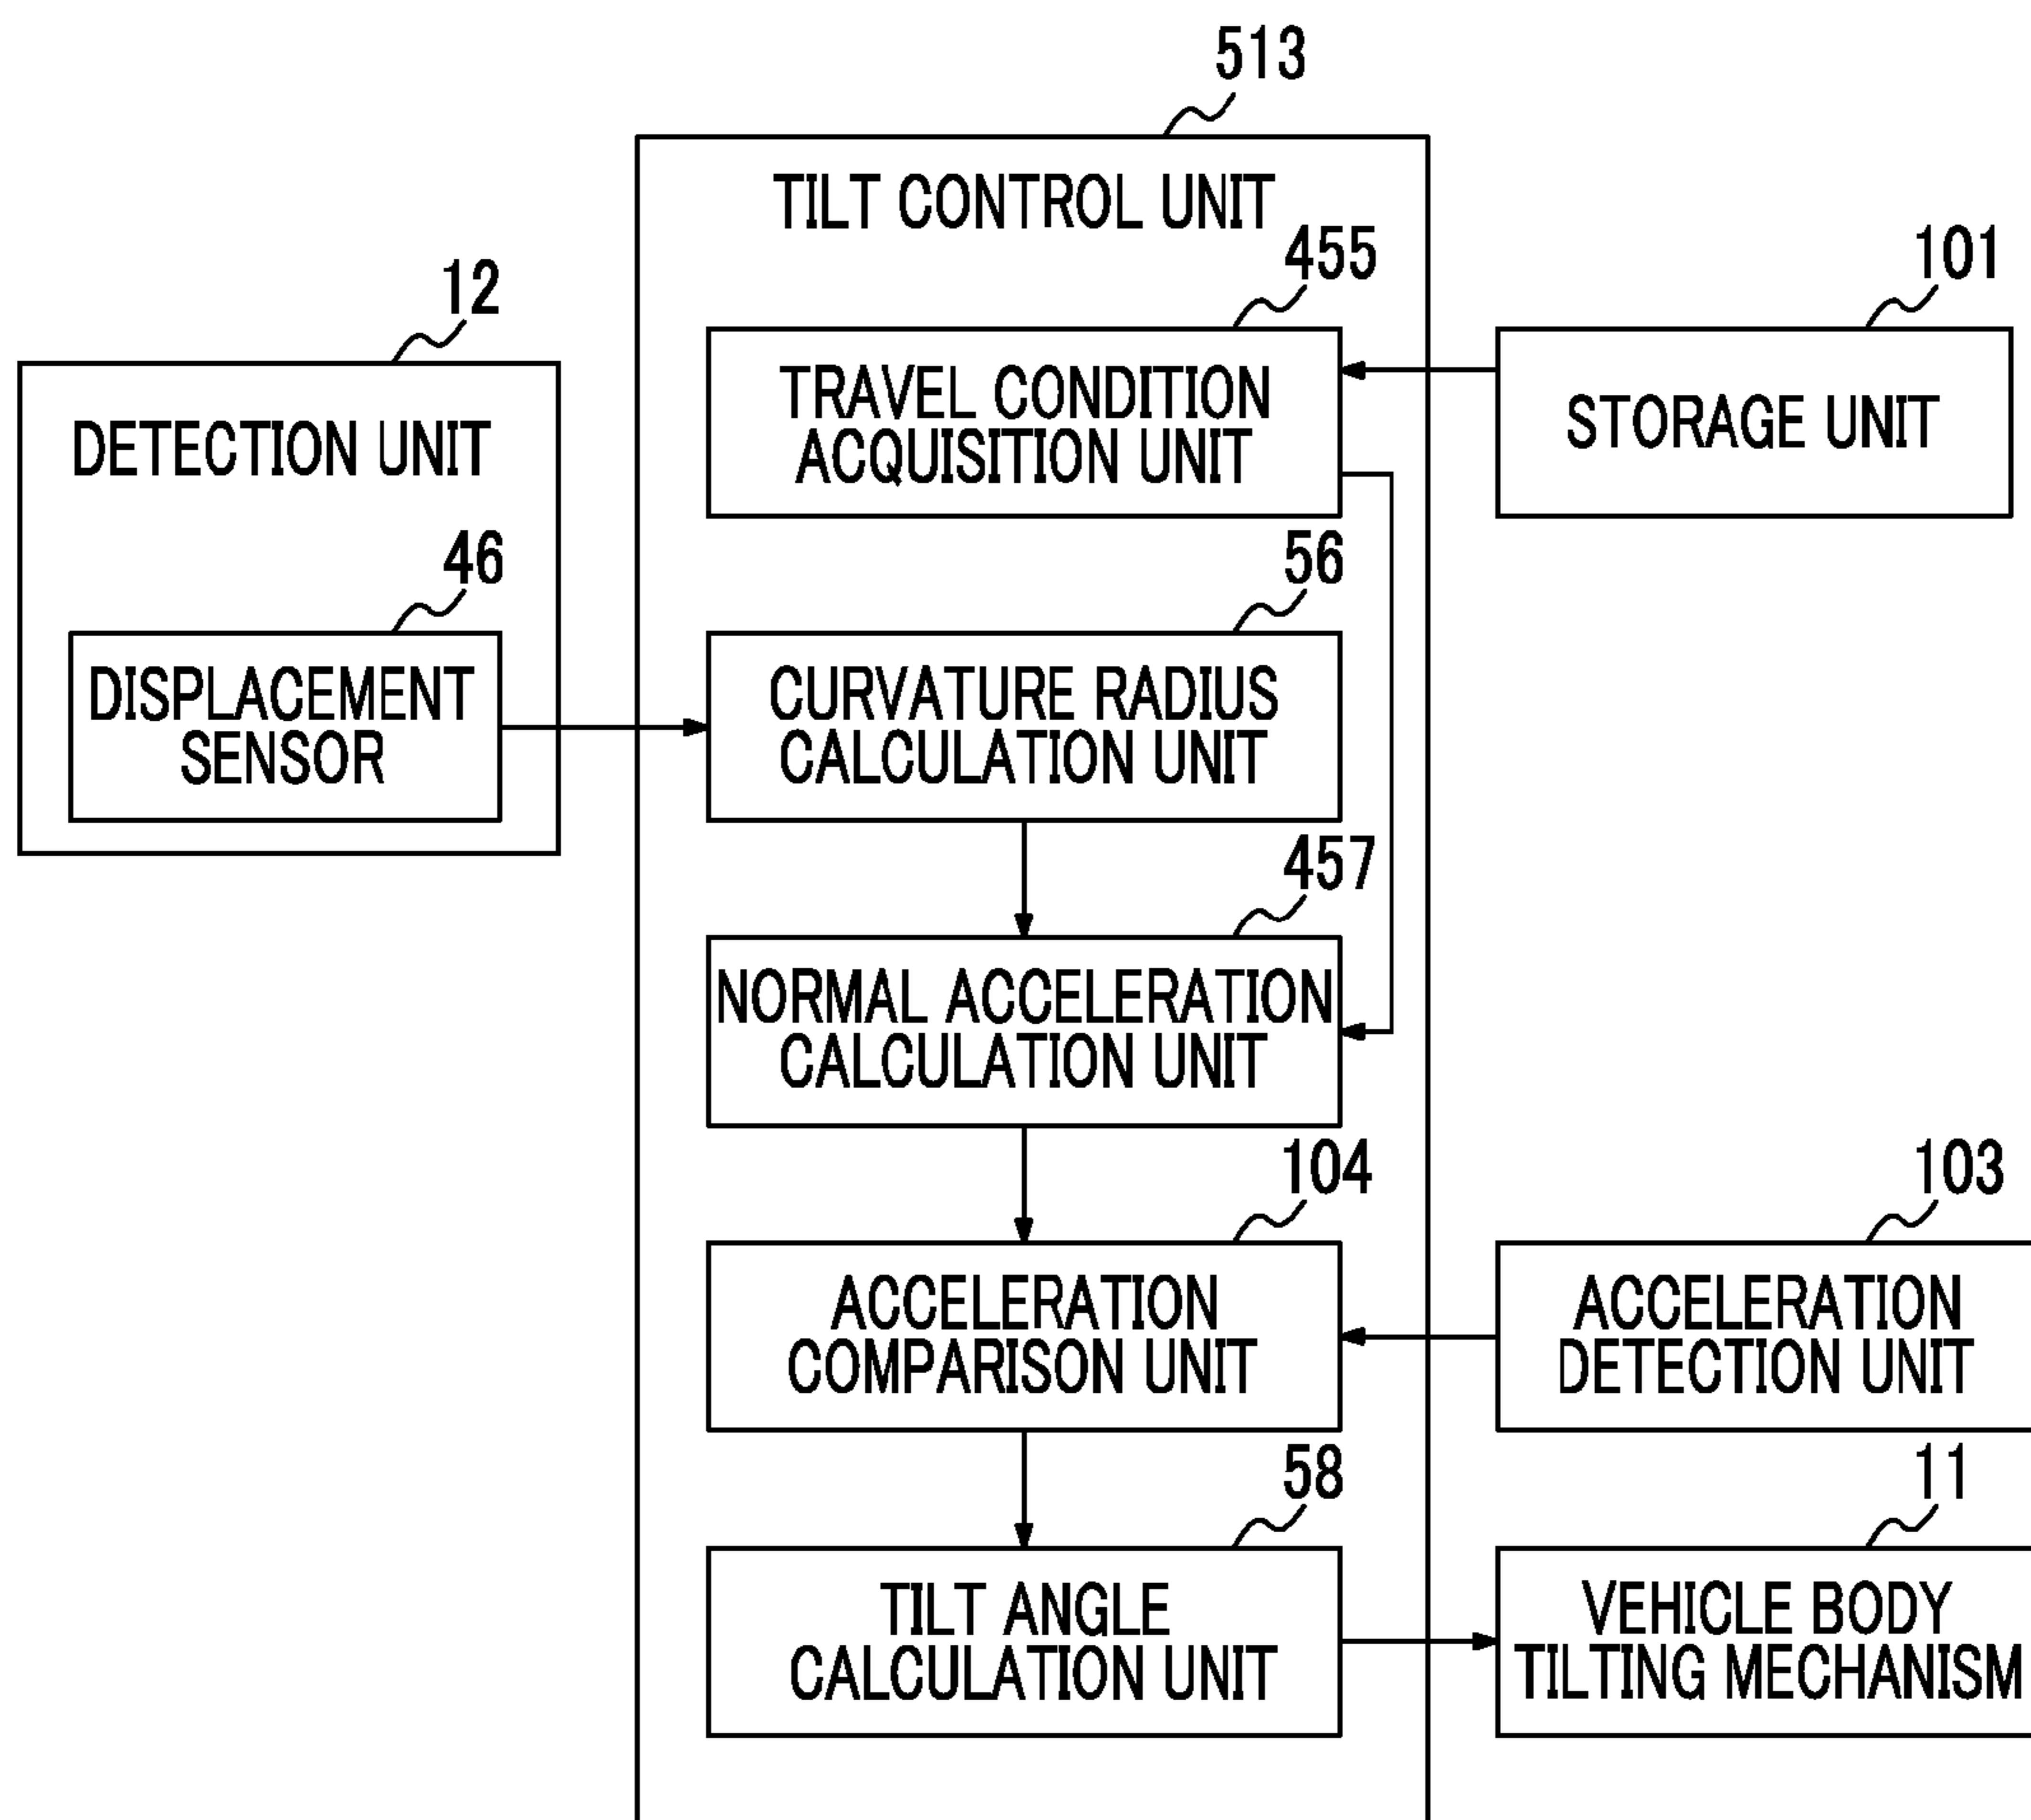 513
TILT CONTROL UNIT
455
101
12
TRAVEL CONDITION
ACQUISITION UNIT
STORAGE UNIT
DETECTION UNIT
46
56
DISPLACEMENT
SENSOR
CURVATURE RADIUS
CALCULATION UNIT
457
NORMAL ACCELERATION
CALCULATION UNIT
104
103
ACCELERATION
COMPARISON UNIT
ACCELERATION
DETECTION UNIT
58
11
TILT ANGLE
CALCULATION UNIT
VEHICLE BODY
TILTING MECHANISM